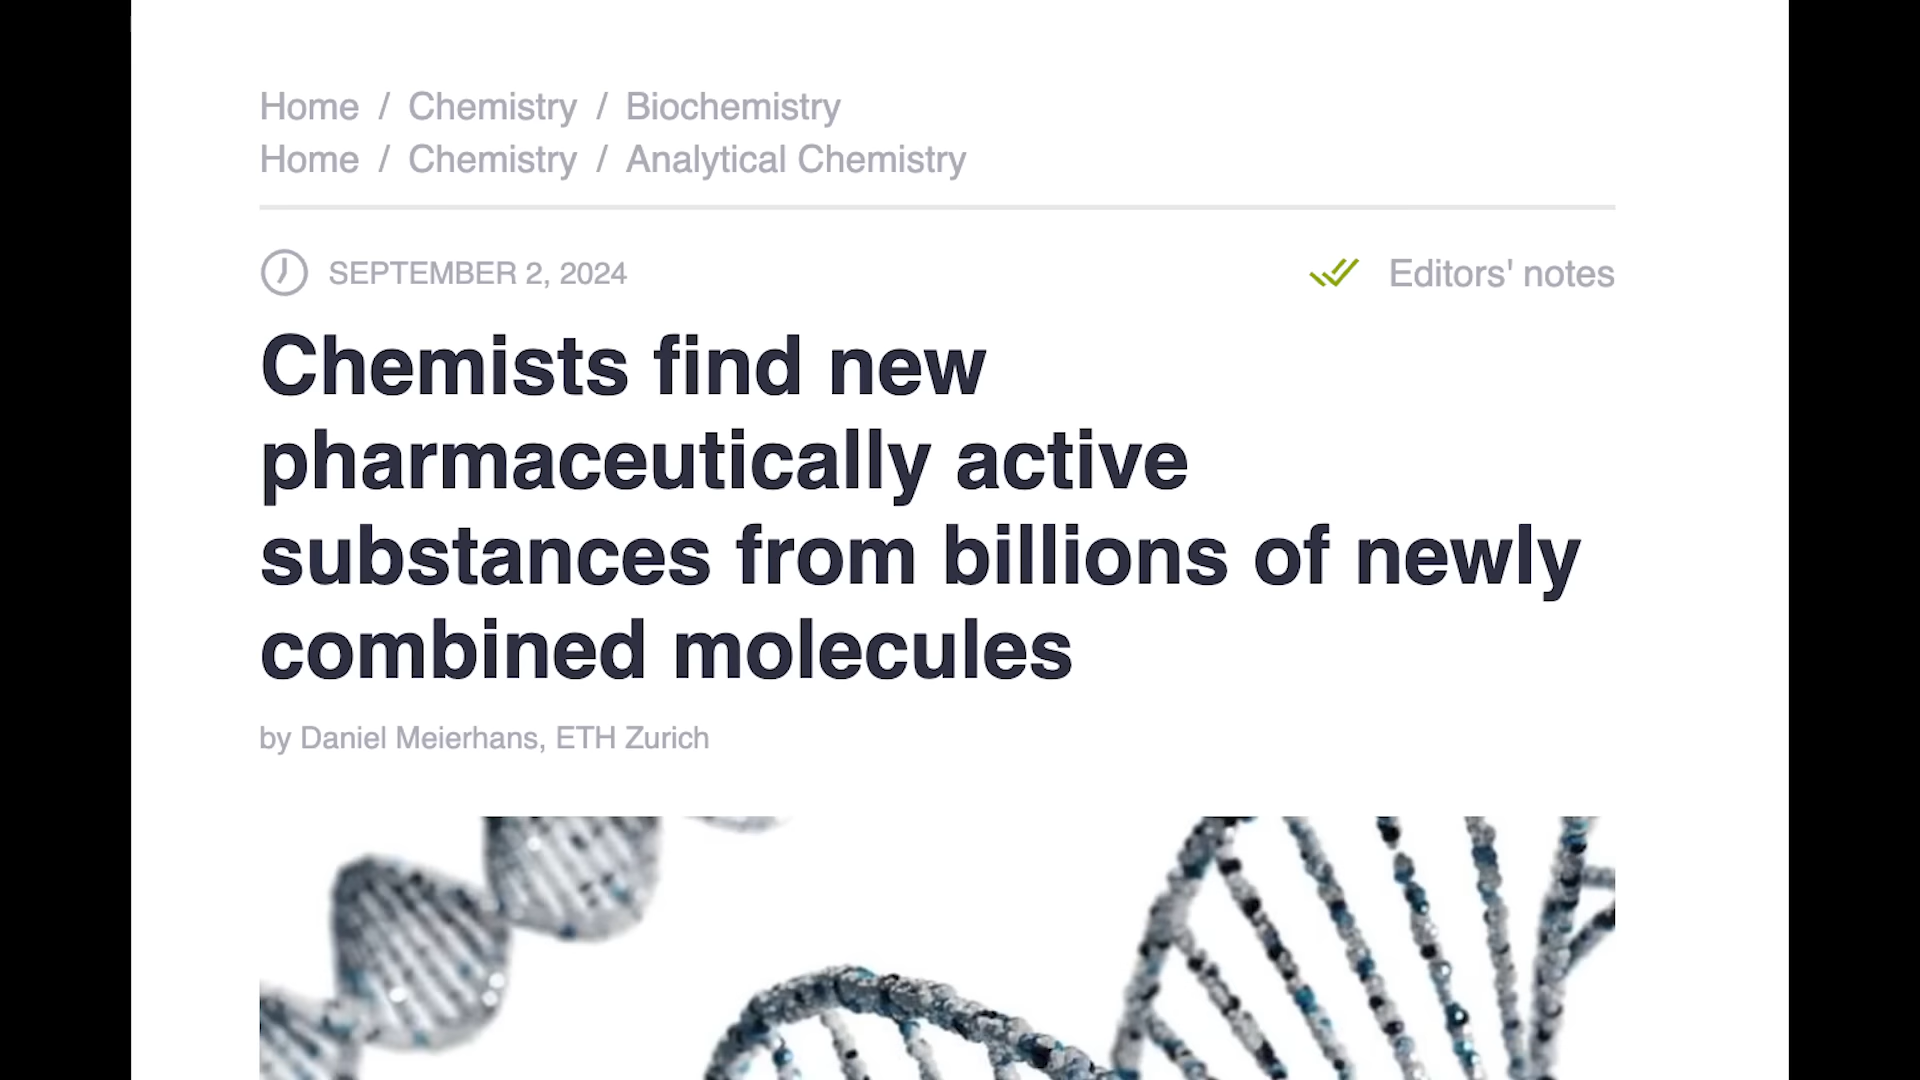 Home / Chemistry / Biochemistry
Home / Chemistry / Analytical Chemistry
SEPTEMBER 2, 2024
Editors' notes
Chemists find new
pharmaceutically active
substances from billions of newly
combined molecules
by Daniel Meierhans, ETH Zurich